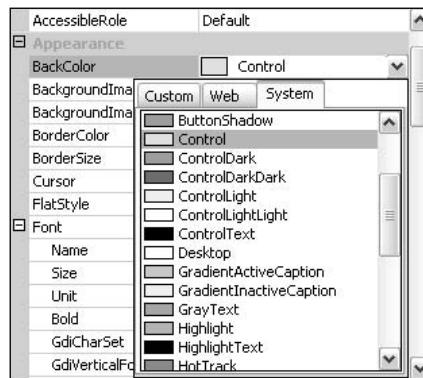 AccessibleRole Default
Appearance
BackColor Control
BackgroundIma
BackgroundIma
BorderColor
BorderSize
Cursor
FlatStyle
Font
Name
Size
Unit
Bold
GdiCharSet
GdiVerticalFo
Custom Web System
ButtonShadow
Control
ControlDark
ControlDarkDark
ControlLight
ControlLightLight
ControlText
Desktop
GradientActiveCaption
GradientInactiveCaption
GrayText
Highlight
HighlightText
HotTrack